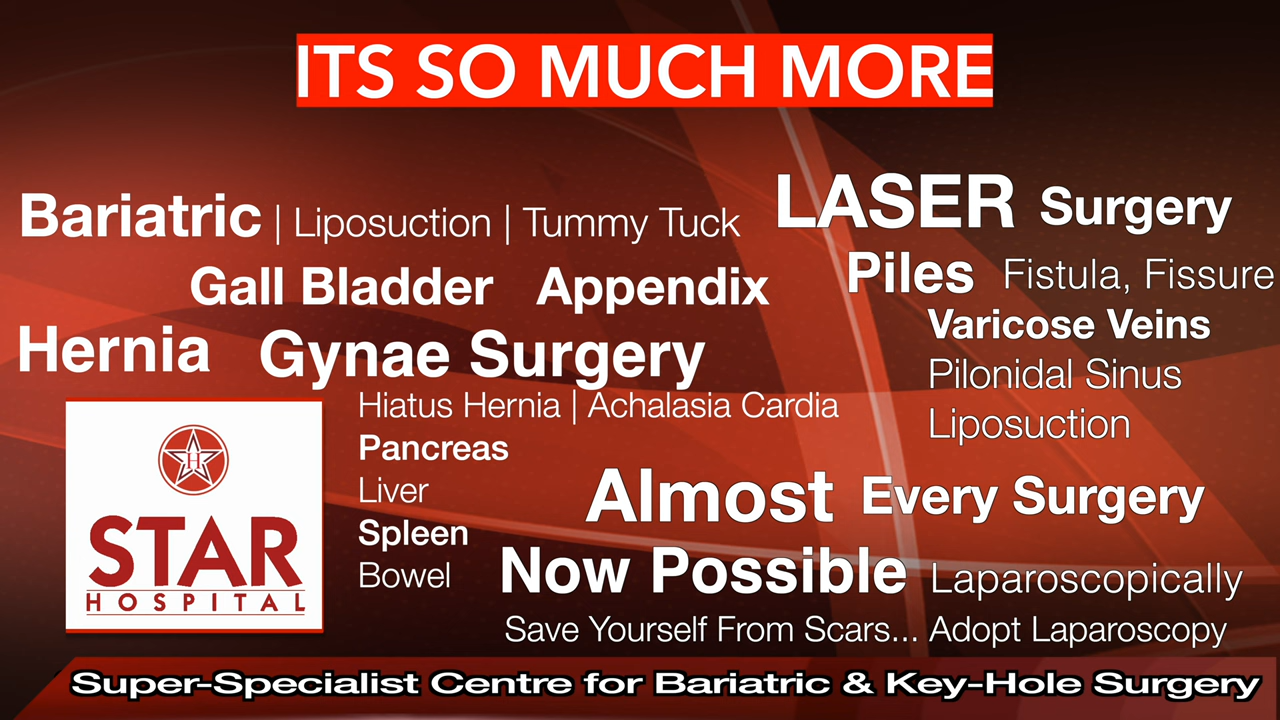 ITS SO MUCH MORE
Bariatric | Liposuction | Tummy Tuck
Gall Bladder Appendix
Hernia Gynae Surgery
Hiatus Hernia | Achalasia Cardia
Pancreas
Liver
Spleen
Bowel
LASER Surgery
Piles Fistula, Fissure
Varicose Veins
Pilonidal Sinus
Liposuction
Almost Every Surgery
Now Possible Laparoscopically
Save Yourself From Scars... Adopt Laparoscopy
H
STAR
HOSPITAL
Super-Specialist Centre for Bariatric & Key-Hole Surgery